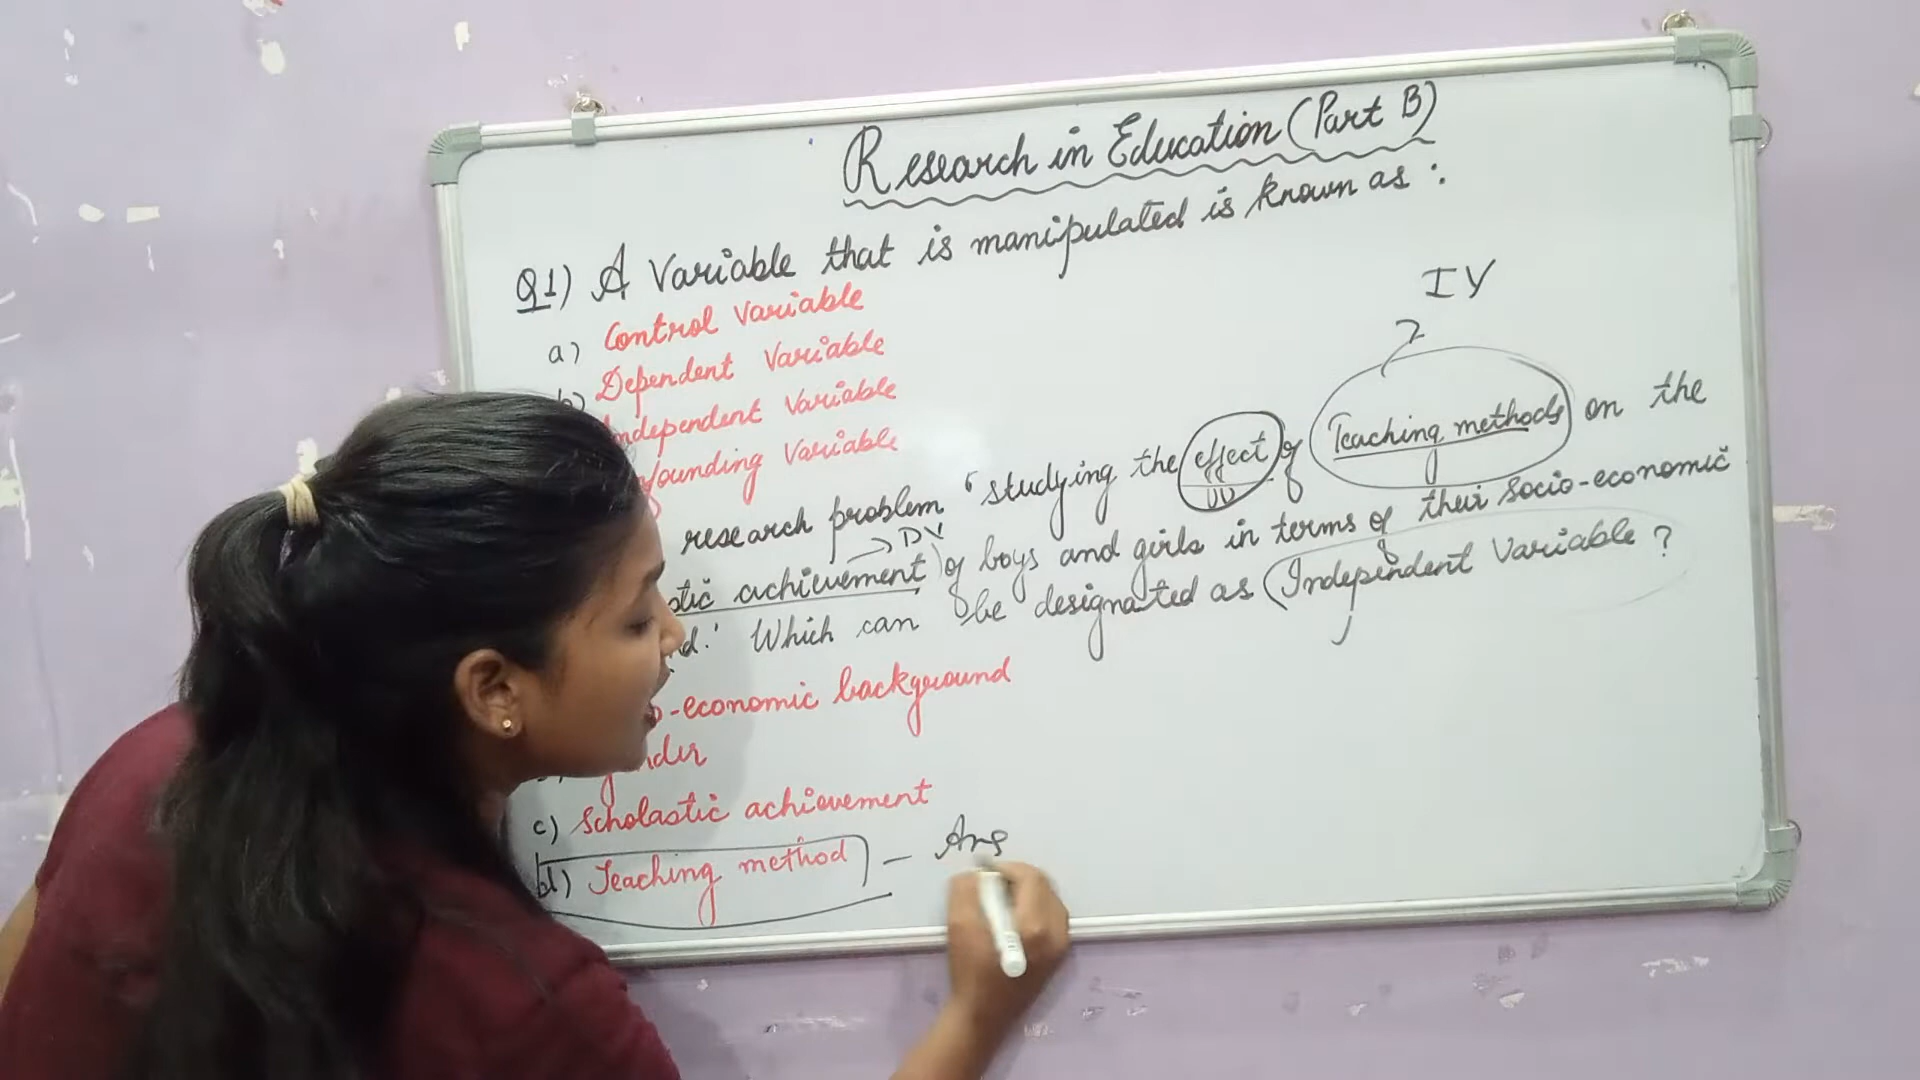 Research in Education (Part B)
Q1) A Variable that is manipulated is known as :
a) Control Variable
b) Dependent Variable
Independent Variable
founding Variable
IV
research problem 'studying the effect of Teaching methods on the
DV
achievement of boys and girls in terms of their socio-economic
Which can be designated as Independent Variable ?
-economic background
c) Scholastic achievement
d) Teaching method - Ans